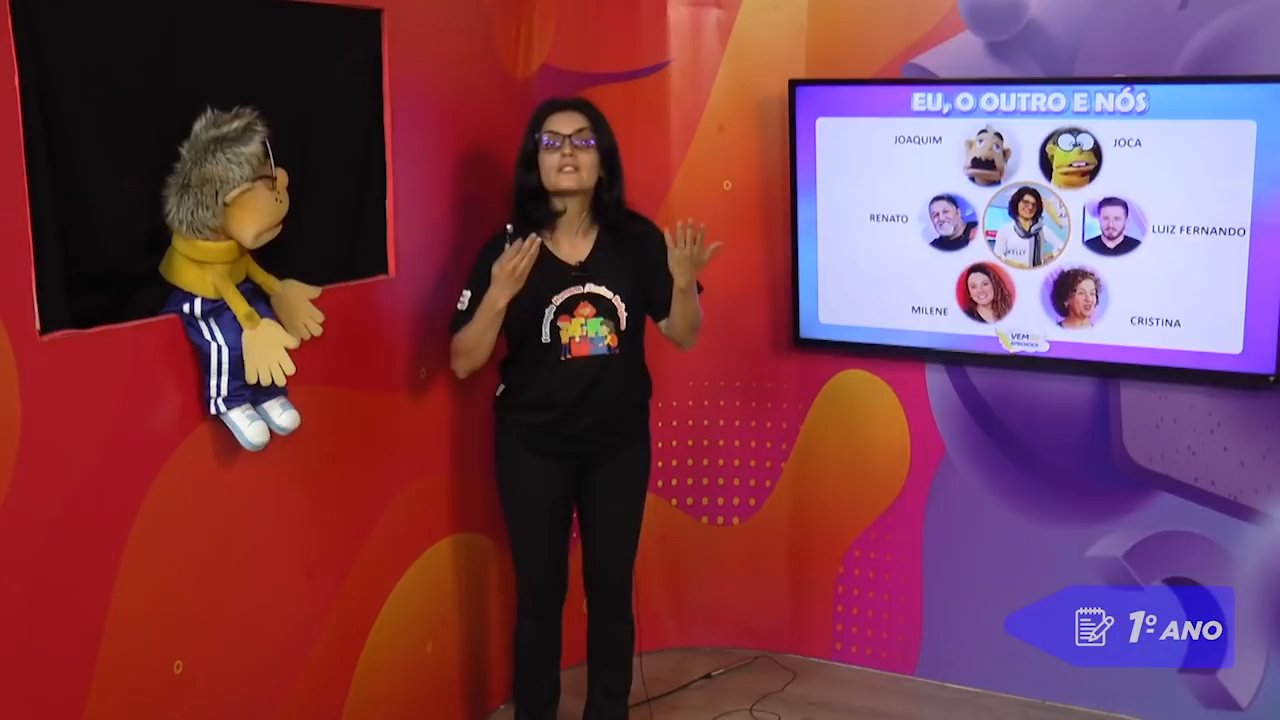 EU, O OUTRO E NÓS
JOAQUIM
JOCA
RENATO
KELLY
LUIZ FERNANDO
MILENE
CRISTINA
VEM
APRENDER
1º ANO